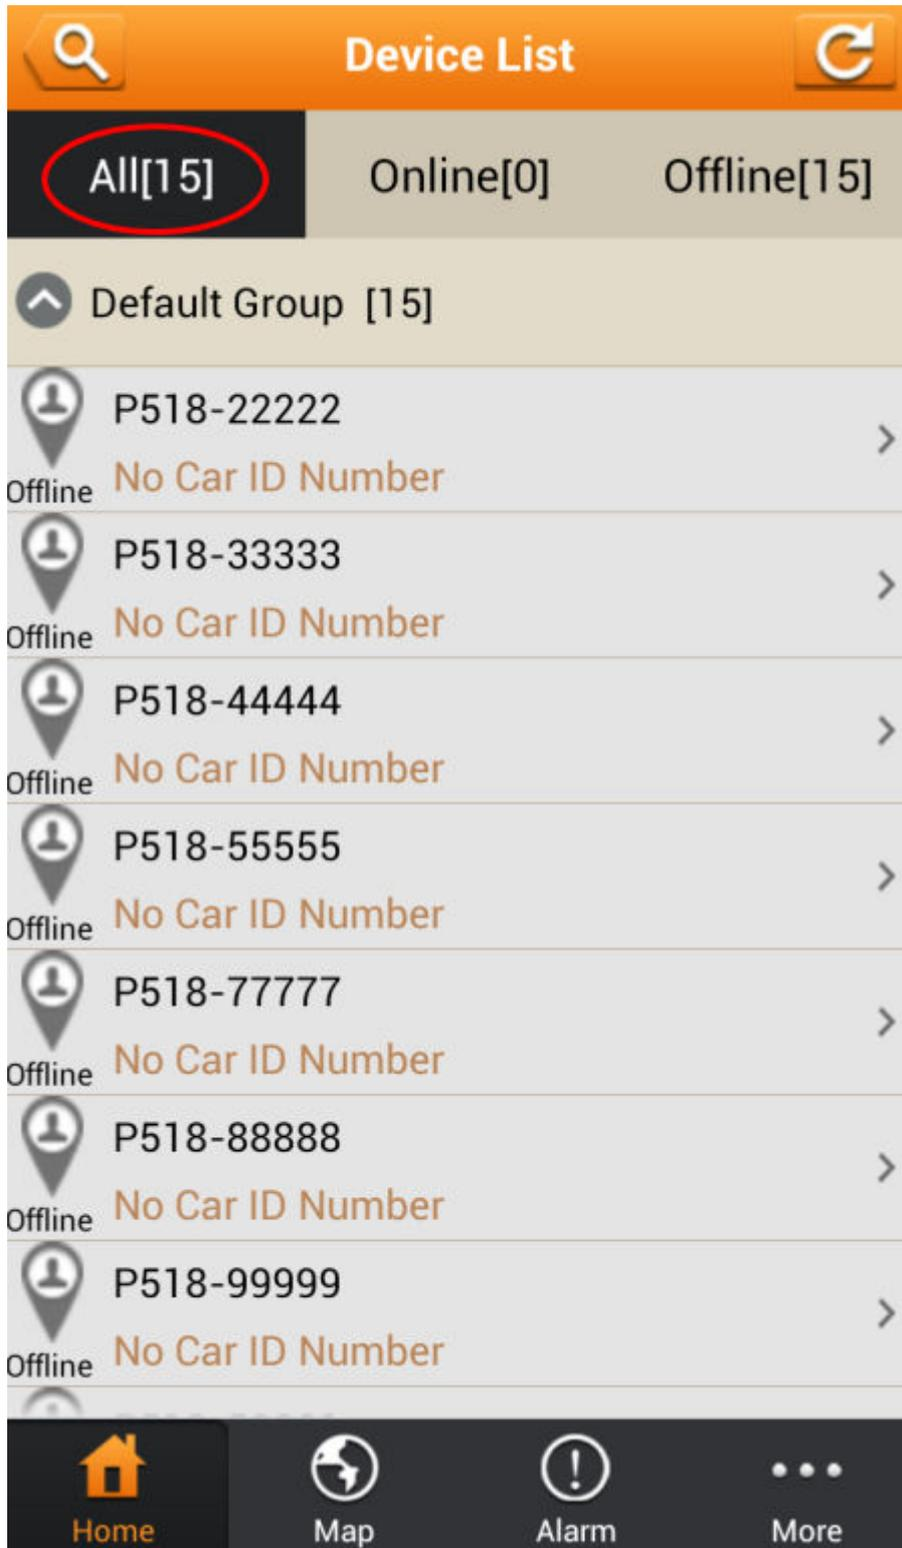 Device List
All[15] Online[0] Offline[15]
Default Group [15]
P518-22222
Offline No Car ID Number
P518-33333
Offline No Car ID Number
P518-44444
Offline No Car ID Number
P518-55555
Offline No Car ID Number
P518-77777
Offline No Car ID Number
P518-88888
Offline No Car ID Number
P518-99999
Offline No Car ID Number
Home Map Alarm More